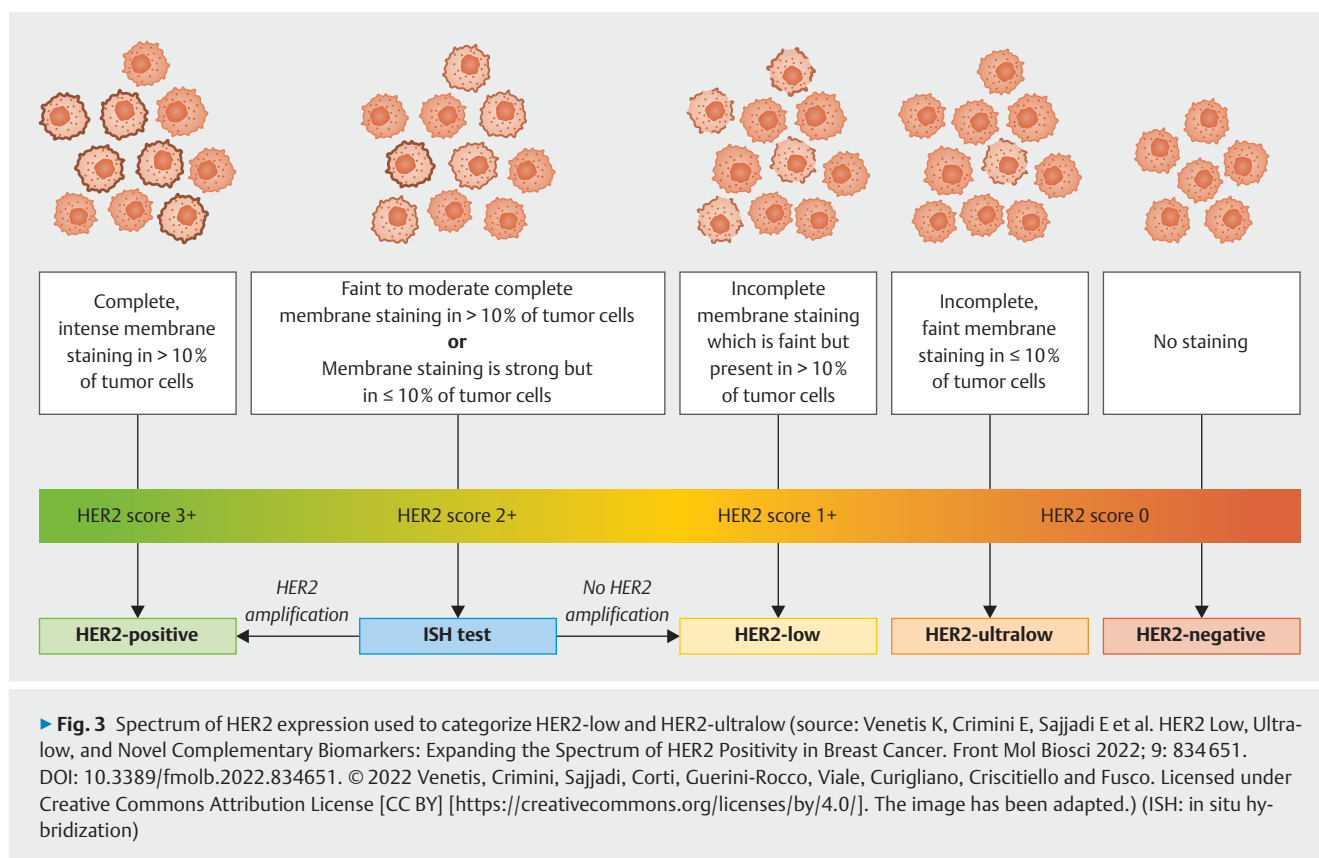 Complete,
intense membrane
staining in > 10 %
of tumor cells
Faint to moderate complete
membrane staining in > 10 % of tumor cells
or
Membrane staining is strong but
in ≤ 10 % of tumor cells
Incomplete
membrane staining
which is faint but
present in > 10 %
of tumor cells
Incomplete,
faint membrane
staining in ≤ 10 %
of tumor cells
No staining
HER2 score 3+
HER2 score 2+
HER2 score 1+
HER2 score 0
HER2
amplification
No HER2
amplification
HER2-positive
ISH test
HER2-low
HER2-ultralow
HER2-negative
▶ Fig. 3 Spectrum of HER2 expression used to categorize HER2-low and HER2-ultralow (source: Venetis K, Crimini E, Sajjadi E et al. HER2 Low, Ultra-
low, and Novel Complementary Biomarkers: Expanding the Spectrum of HER2 Positivity in Breast Cancer. Front Mol Biosci 2022; 9: 834 651.
DOI: 10.3389/fmolb.2022.834651. © 2022 Venetis, Crimini, Sajjadi, Corti, Guerini-Rocco, Viale, Curigliano, Criscitiello and Fusco. Licensed under
Creative Commons Attribution License [CC BY] [https://creativecommons.org/licenses/by/4.0/]. The image has been adapted.) (ISH: in situ hy-
bridization)